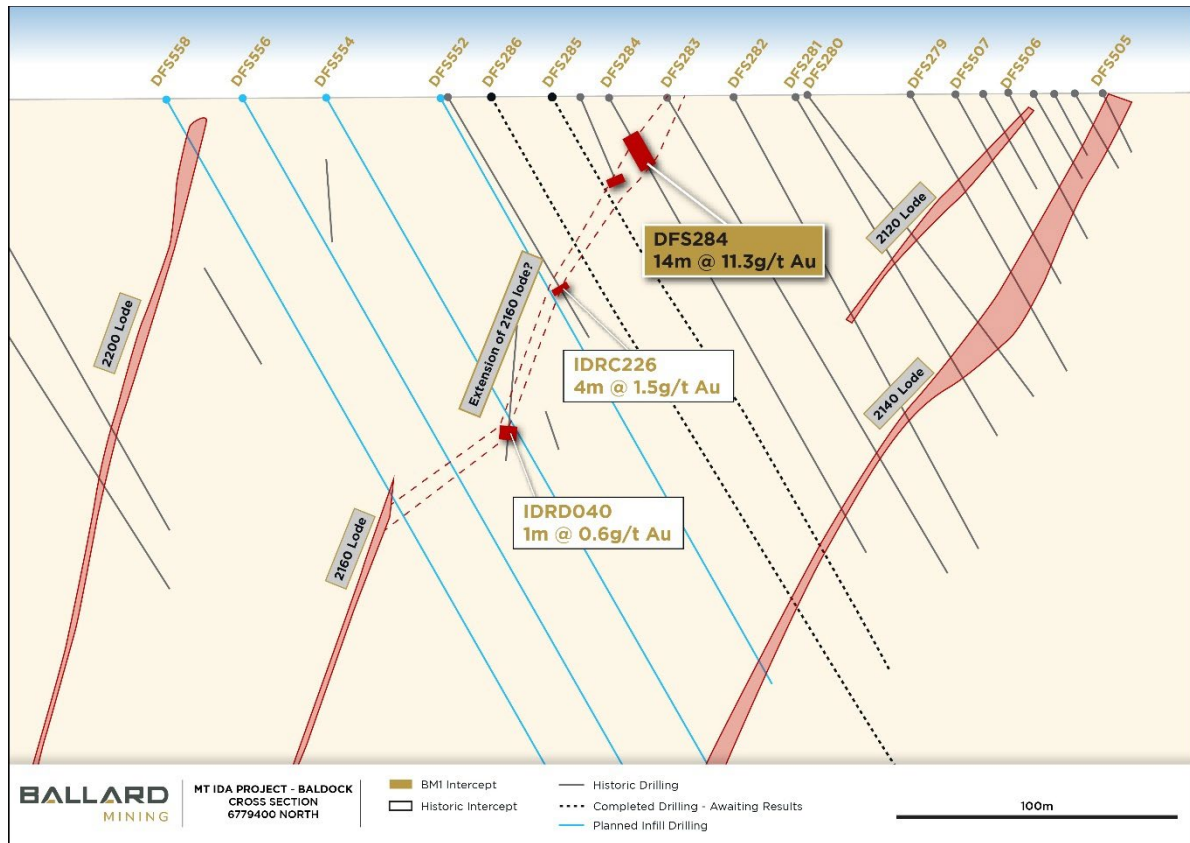 DFS558
DFS556
DFS554
DFS552
DFS286
DFS285
DFS284
DFS283
DFS282
DFS281
DFS280
DFS279
DFS507
DFS506
DFS505
2120 Lode
DFS284
14m @ 11.3g/t Au
2200 Lode
Extension of 2160 lode?
IDRC226
4m @ 1.5g/t Au
2140 Lode
IDRD040
1m @ 0.6g/t Au
2160 Lode
BALLARD
MINING
MT IDA PROJECT - BALDOCK
CROSS SECTION
6779400 NORTH
BM1 Intercept
Historic Intercept
Historic Drilling
Completed Drilling - Awaiting Results
Planned Infill Drilling
100m